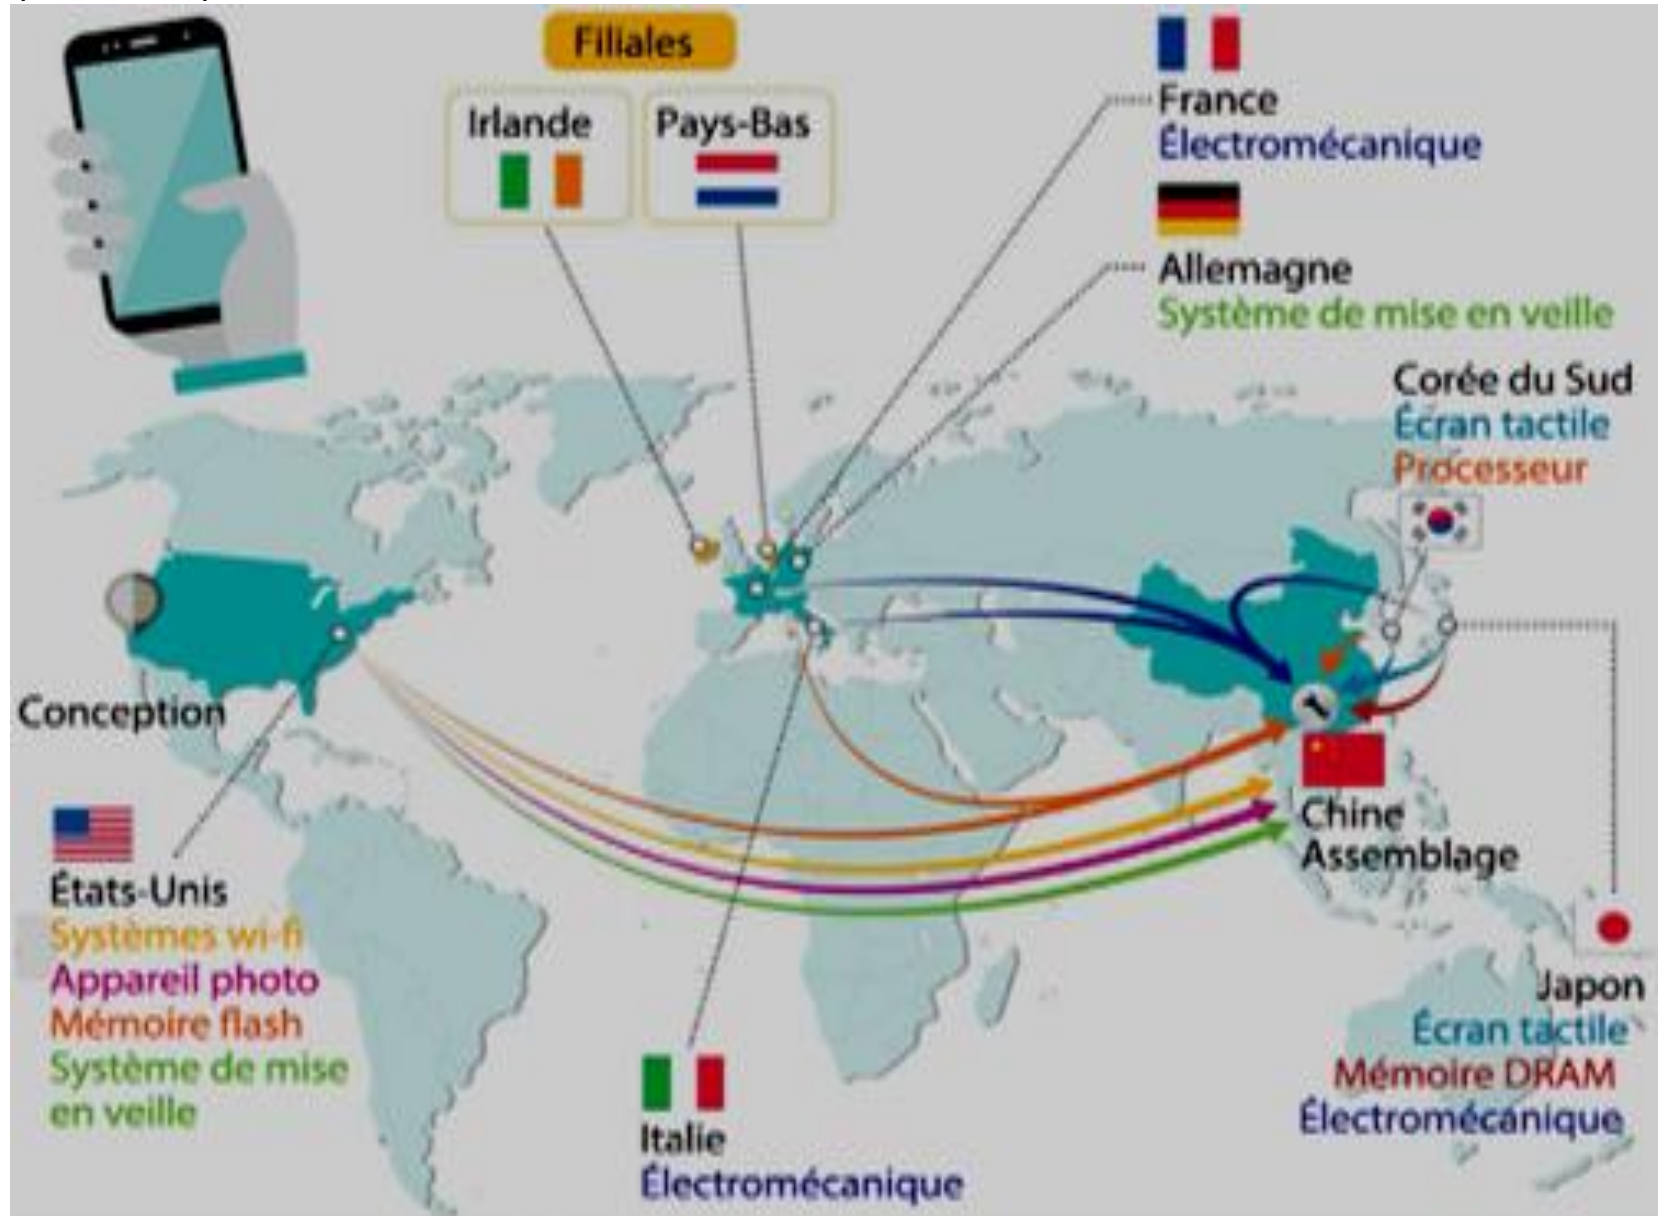 Filiales
Irlande
Pays-Bas
France
Électromécanique
Allemagne
Système de mise en veille
Corée du Sud
Écran tactile
Processeur
Conception
États-Unis
Systèmes wi-fi
Appareil photo
Mémoire flash
Système de mise
en veille
Italie
Électromécanique
Chine
Assemblage
Japon
Écran tactile
Mémoire DRAM
Électromécanique